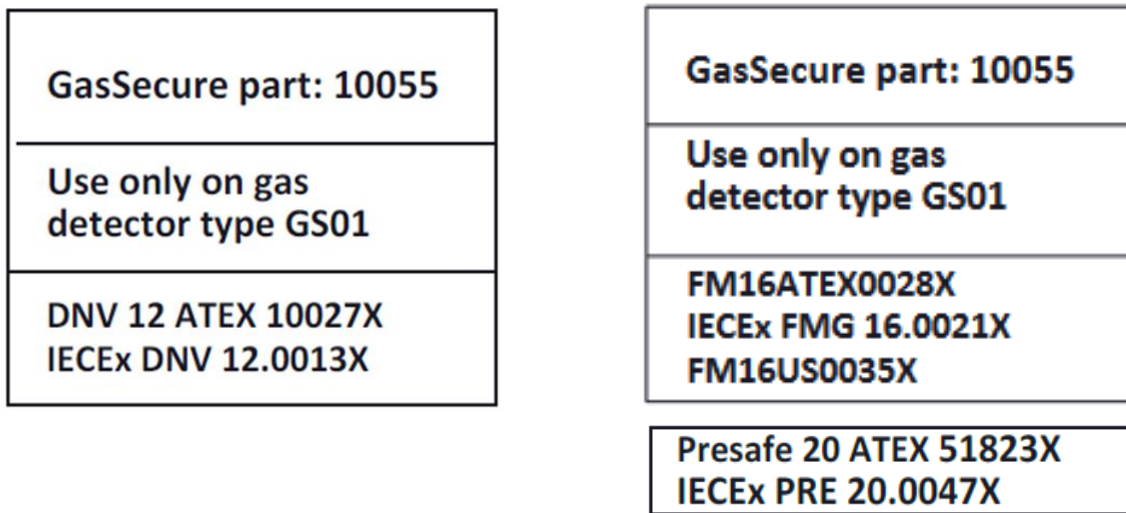 GasSecure part: 10055
Use only on gas
detector type GS01
DNV 12 ATEX 10027X
IECEx DNV 12.0013X
GasSecure part: 10055
Use only on gas
detector type GS01
FM16ATEX0028X
IECEx FMG 16.0021X
FM16US0035X
Presafe 20 ATEX 51823X
IECEx PRE 20.0047X